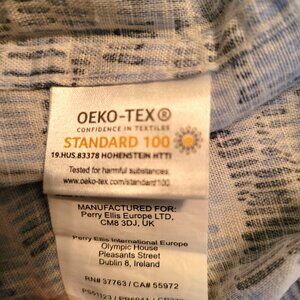 OEKO-TEX®
CONFIDENCE IN TEXTILES
STANDARD 100
19.HUS.83378 HOHENSTEIN HTTI
Tested for harmful substances.
www.oeko-tex.com/standard100
MANUFACTURED FOR:
Perry Ellis Europe LTD,
CM8 3DJ, UK
Perry Ellis International Europe
Olympic House
Pleasants Street
Dublin 8, Ireland
RN# 37763 / CA# 55972